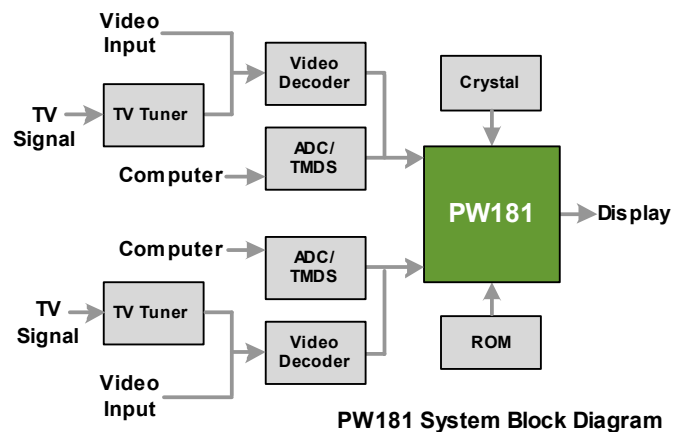 Video
Input
Video
Decoder
Crystal
TV
Signal
TV Tuner
ADC/
TMDS
Computer
PW181
Display
Computer
ADC/
TMDS
TV
Signal
TV Tuner
Video
Decoder
ROM
Video
Input
PW181 System Block Diagram